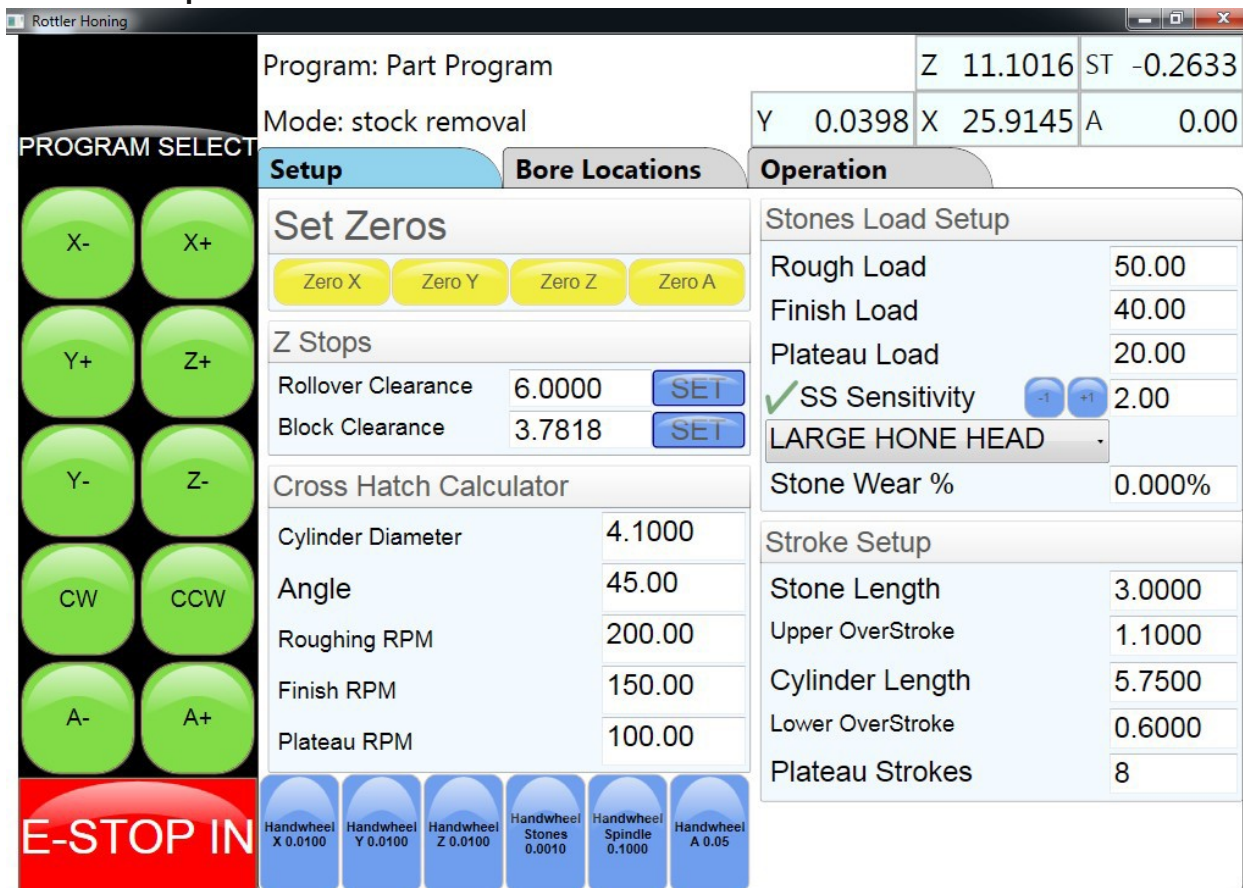 Rottler Honing
Program: Part Program
Z 11.1016 ST -0.2633
Mode: stock removal
Y 0.0398 X 25.9145 A 0.00
PROGRAM SELECT
Setup
Bore Locations
Operation
X-
X+
Y+
Z+
Y-
Z-
CW
CCW
A-
A+
E-STOP IN
Set Zeros
Zero X
Zero Y
Zero Z
Zero A
Z Stops
Rollover Clearance 6.0000 SET
Block Clearance 3.7818 SET
Cross Hatch Calculator
Cylinder Diameter 4.1000
Angle 45.00
Roughing RPM 200.00
Finish RPM 150.00
Plateau RPM 100.00
Handwheel
X 0.0100
Handwheel
Y 0.0100
Handwheel
Z 0.0100
Handwheel
Stones
0.0010
Handwheel
Spindle
0.1000
Handwheel
A 0.05
Stones Load Setup
Rough Load 50.00
Finish Load 40.00
Plateau Load 20.00
SS Sensitivity -1 +1 2.00
LARGE HONE HEAD
Stone Wear % 0.000%
Stroke Setup
Stone Length 3.0000
Upper OverStroke 1.1000
Cylinder Length 5.7500
Lower OverStroke 0.6000
Plateau Strokes 8